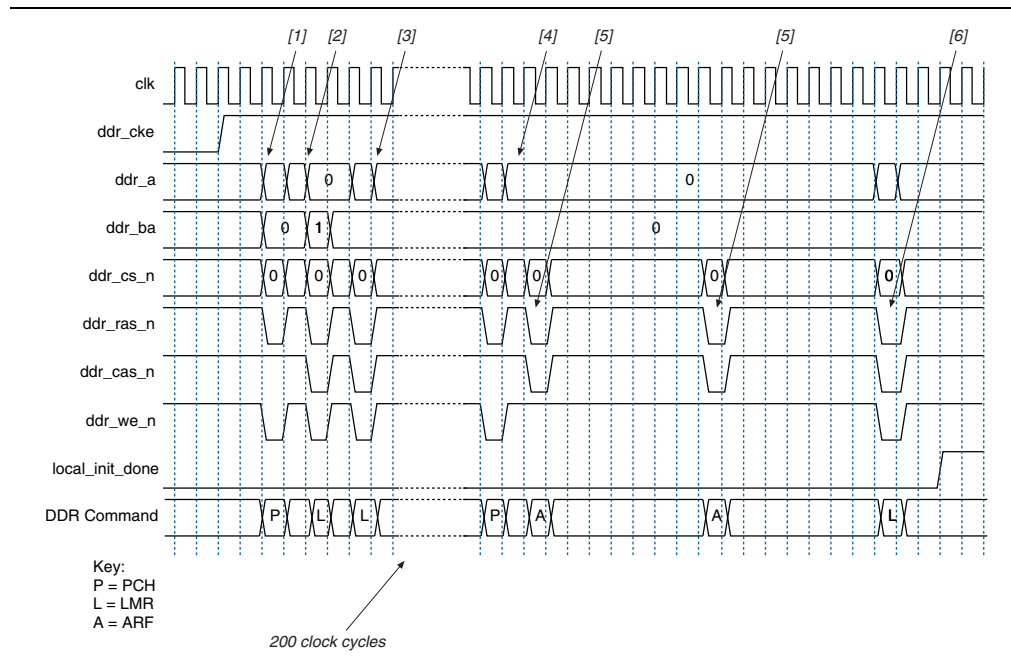 [1] [2] [3] [4] [5] [5] [6]
clk
ddr_cke
ddr_a 0 0
ddr_ba 0 1 0
ddr_cs_n 0 0 0 0 0 0 0
ddr_ras_n
ddr_cas_n
ddr_we_n
local_init_done
DDR Command P L L P A A L
Key:
P = PCH
L = LMR
A = ARF
200 clock cycles